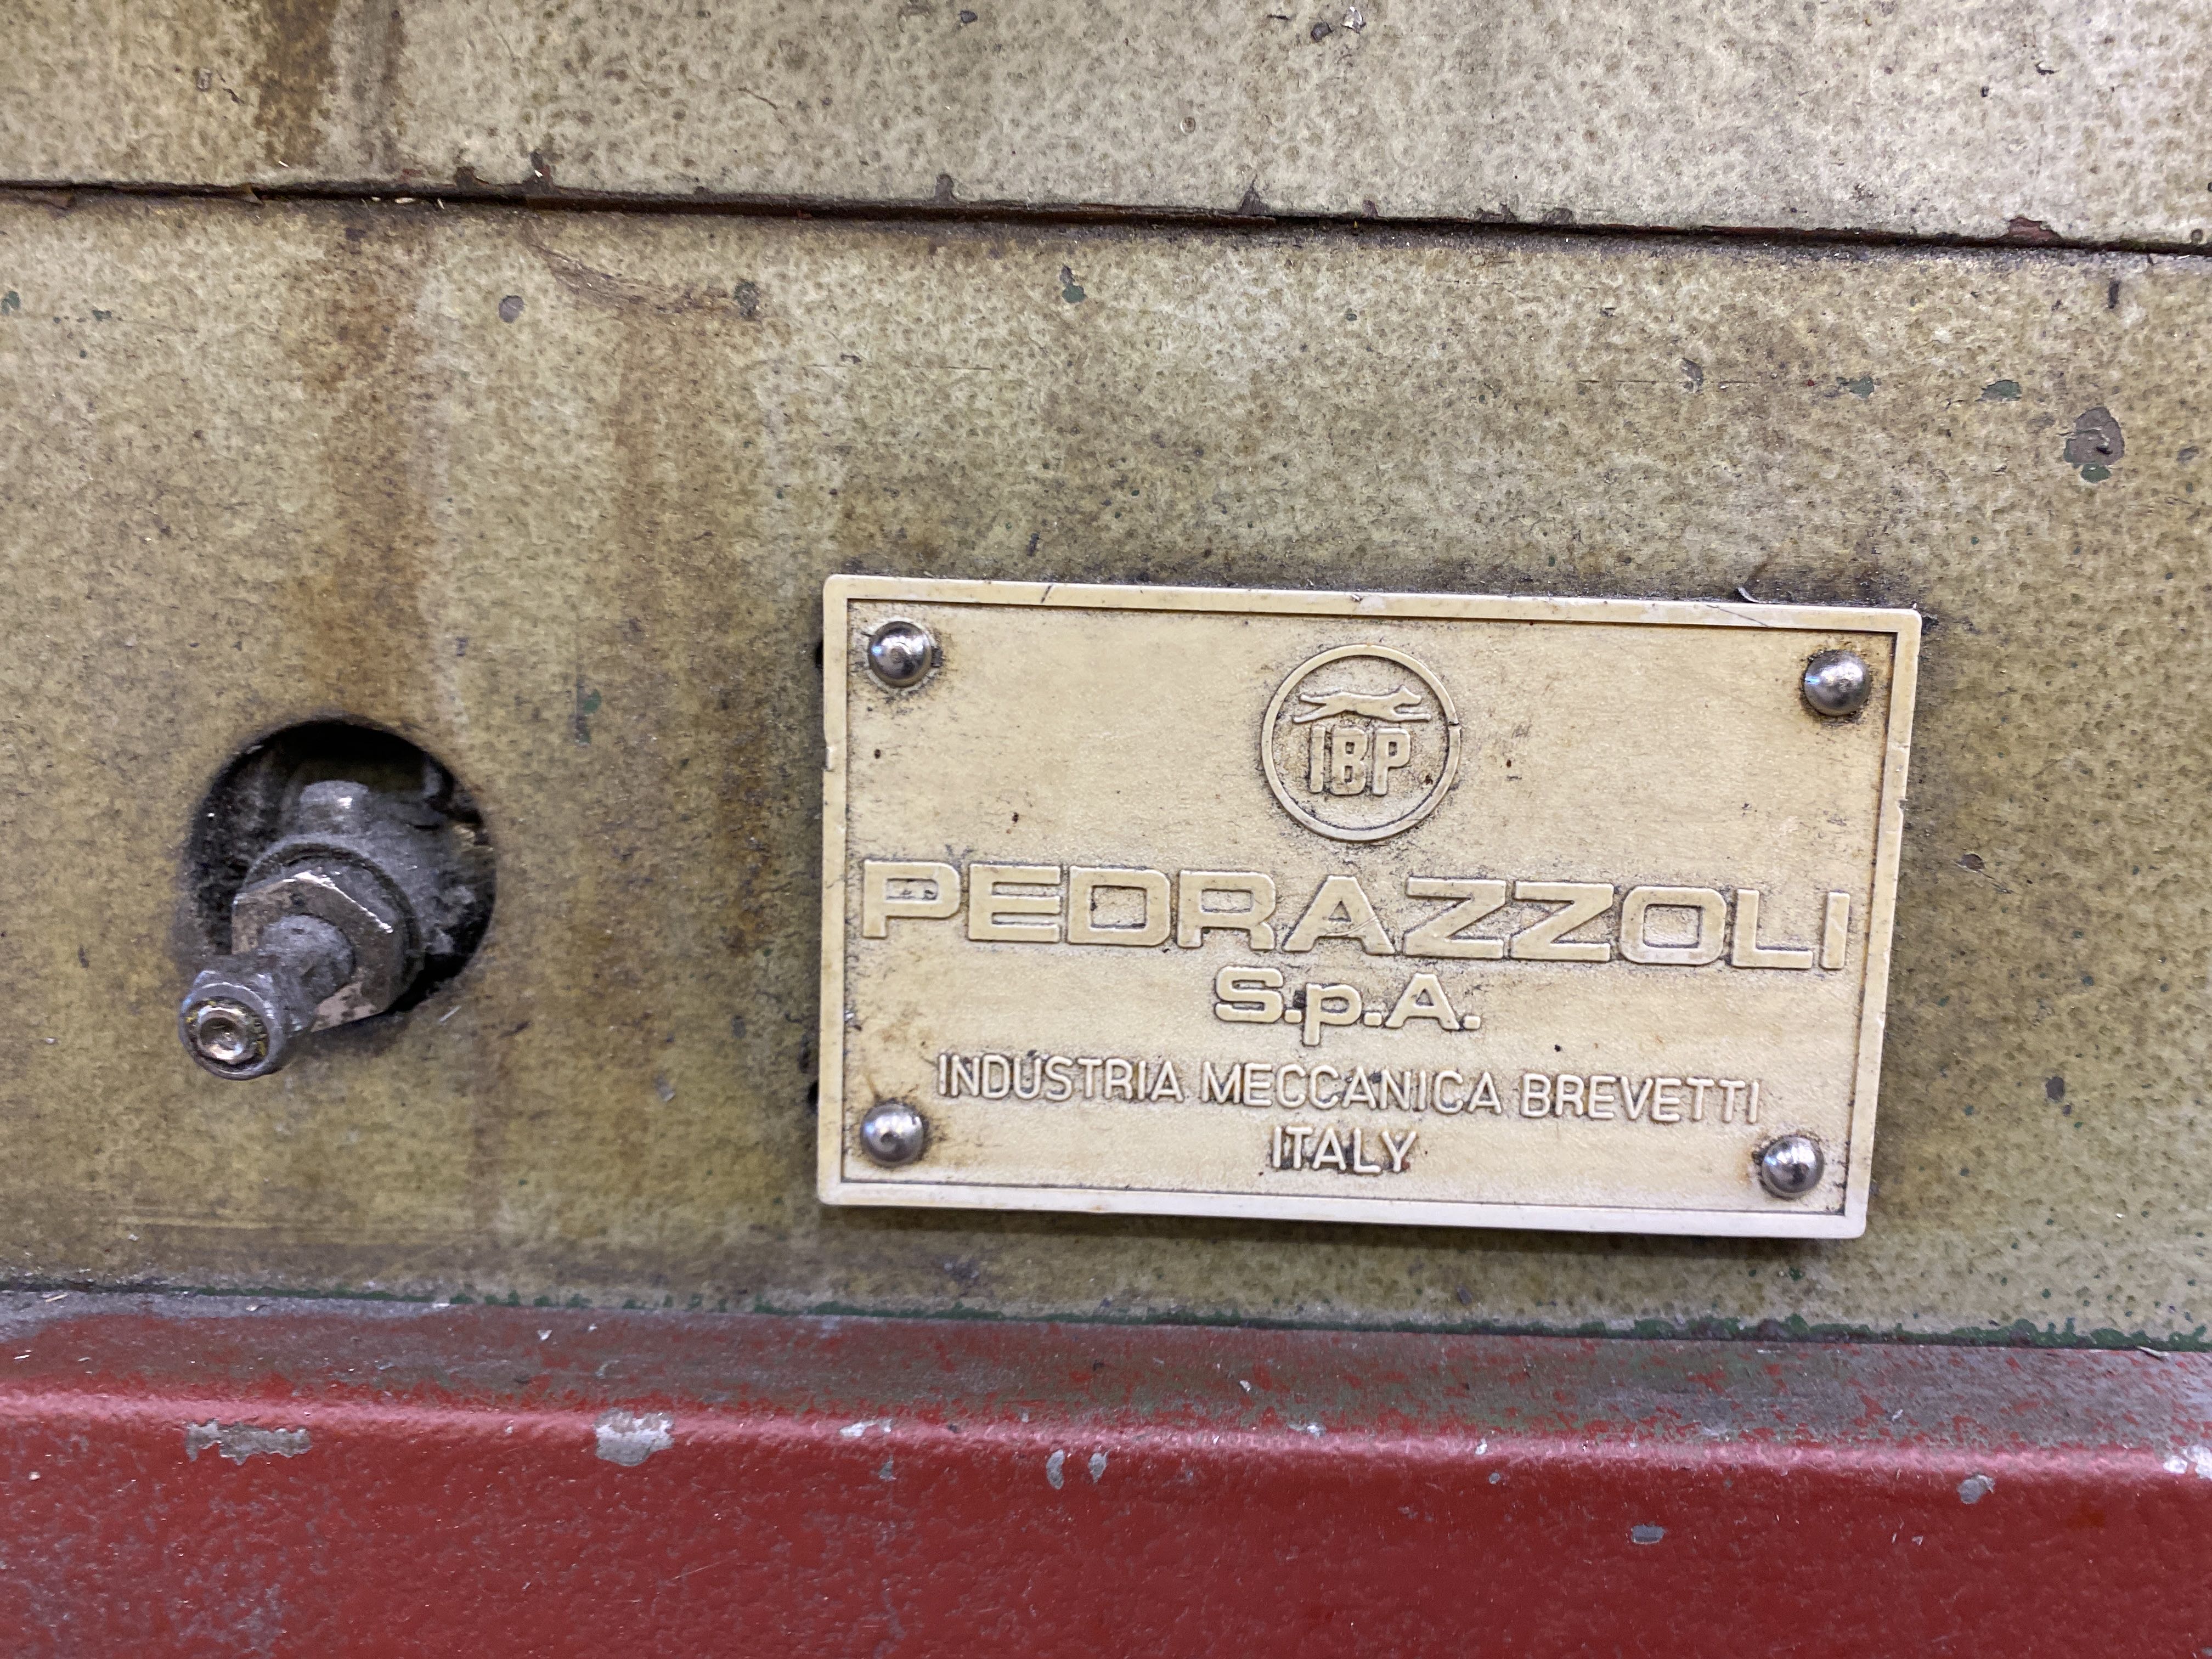 IBP
PEDRAZZOLI
S.p.A.
INDUSTRIA MECCANICA BREVETTI
ITALY